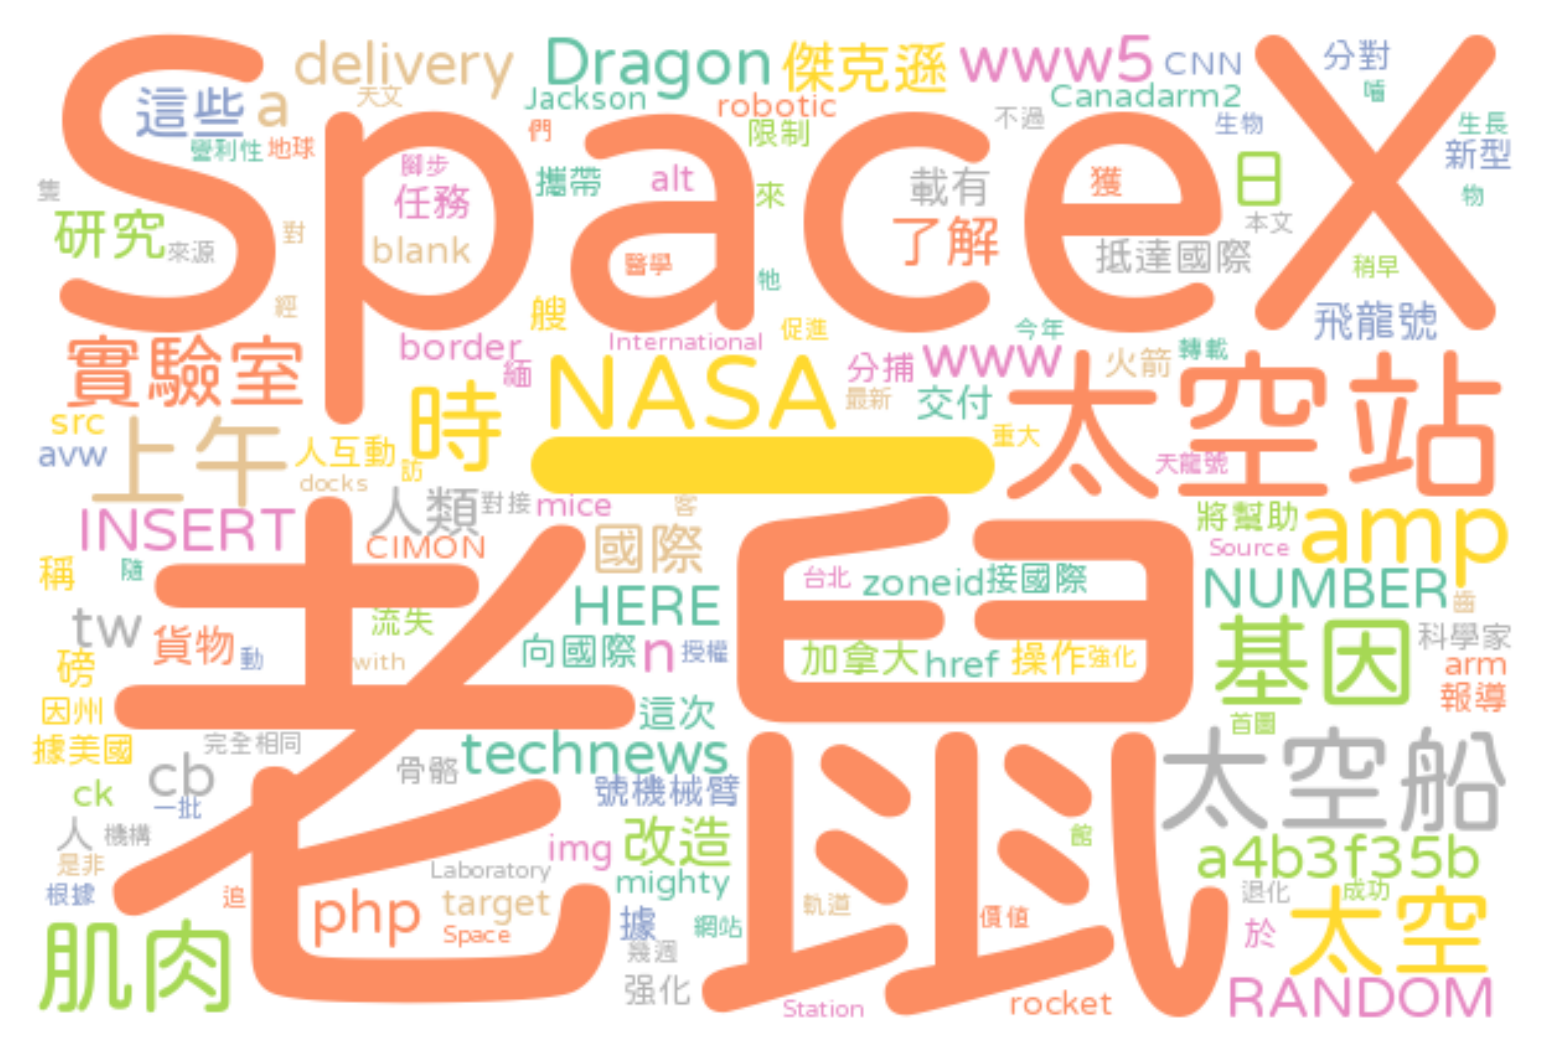 SpaceX
delivery
Dragon
傑克遜
www5
CNN
分對
天文
Jackson
robotic
Canadarm2
嚙
這些
a
們
限制
不過
生物
生長
變利性
地球
腳步
攜帶
alt
來
載有
獲
日
新型
隻
任務
物
研究
來源
對
blank
醫學
牠
了解
抵達國際
本文
稍早
經
艘
促進
今年
飛龍號
實驗室
border
International
緬
NASA
分捕
www
火箭
轉載
太空站
時
最新
交付
src
avw
上午
人互動
訪
docks
重大
天龍號
人類
對接
mice
客
INSERT
CIMON
國際
將幫助
Source
amp
稱
隨
老鼠
台北
zoneid
接國際
NUMBER
齒
tw
貨物
動
流失
HERE
with
向國際
n
授權
加拿大
href
操作
強化
基因
科學家
arm
磅
因州
這次
報導
首圖
據美國
完全相同
骨骼
technews
太空船
cb
ck
一批
號機械臂
人
機構
img
改造
館
a4b3f35b
是非
根據
追
Laboratory
mighty
退化
成功
php
target
Space
據
網站
軌道
價值
於
太空
肌肉
幾週
强化
Station
rocket
RANDOM